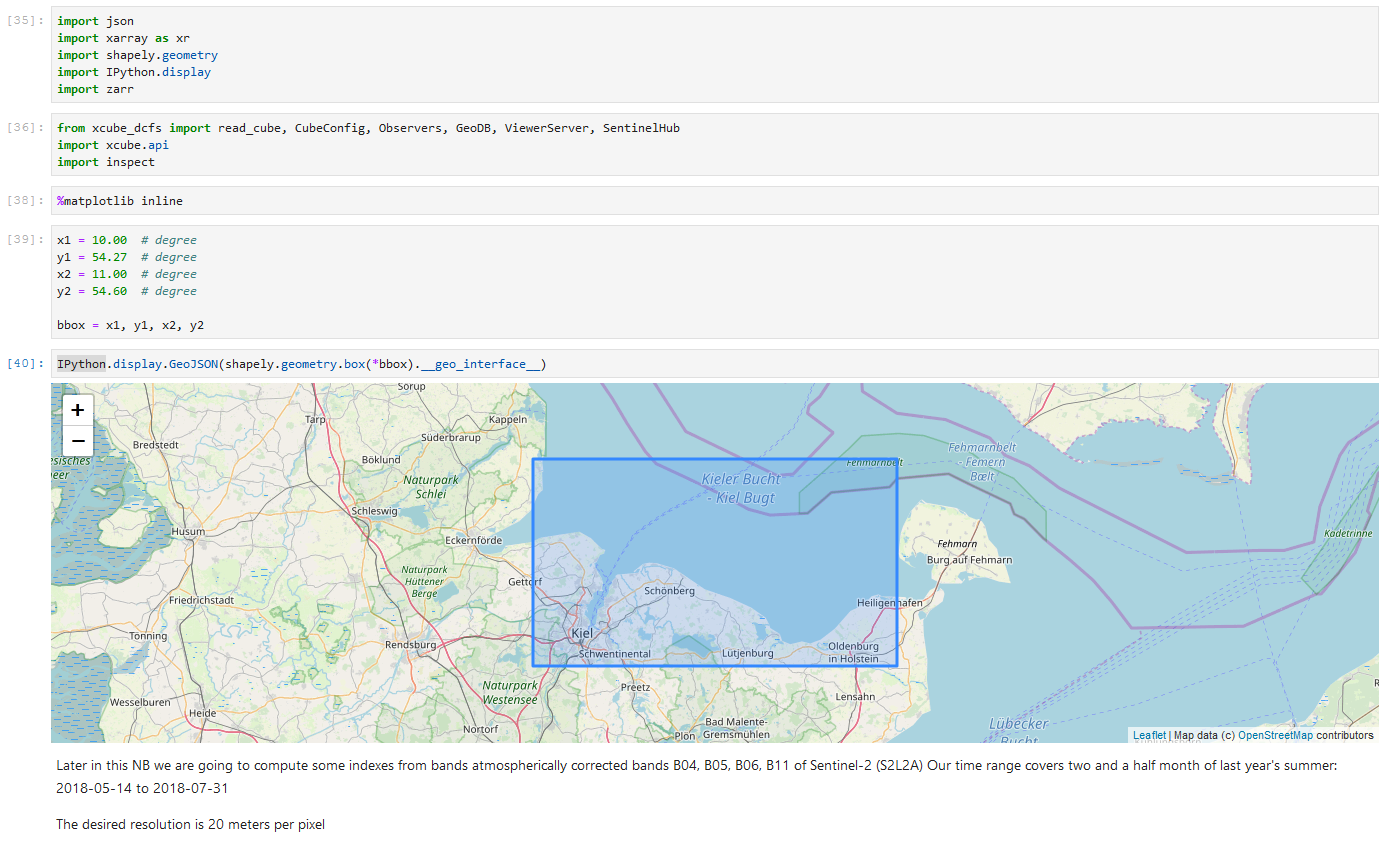 [35]:
import json
import xarray as xr
import shapely.geometry
import IPython.display
import zarr
[36]:
from xcube_dcfs import read_cube, CubeConfig, Observers, GeoDB, ViewerServer, SentinelHub
import xcube.api
import inspect
[38]:
%matplotlib inline
[39]:
x1 = 10.00  # degree
y1 = 54.27  # degree
x2 = 11.00  # degree
y2 = 54.60  # degree
bbox = x1, y1, x2, y2
[40]:
IPython.display.GeoJSON(shapely.geometry.box(*bbox).__geo_interface__)
+
−
Sorup
Tarp
Kappeln
Süderbrarup
Bredstedt
Böklund
esisches
eer
Naturpark
Schlei
Schleswig
Husum
Eckernförde
Naturpark
Hüttener
Berge
Gettorf
Friedrichstadt
Tönning
Rendsburg
Kiel
Schwentinental
Schönberg
Lütjenburg
Kieler Bucht
- Kiel Bugt
Fehmarnbelt
Fehmarnbelt
- Femern
Bælt
Kadetrinne
Fehmarn
Burg auf Fehmarn
Heiligenhafen
Oldenburg
in Holstein
Wesselburen
Heide
Naturpark
Westensee
Nortorf
Preetz
Plön
Bad Malente-
Gremsmühlen
Lensahn
Lübecker
Bucht
R
Leaflet | Map data (c) OpenStreetMap contributors
Later in this NB we are going to compute some indexes from bands atmospherically corrected bands B04, B05, B06, B11 of Sentinel-2 (S2L2A) Our time range covers two and a half month of last year's summer:
2018-05-14 to 2018-07-31
The desired resolution is 20 meters per pixel